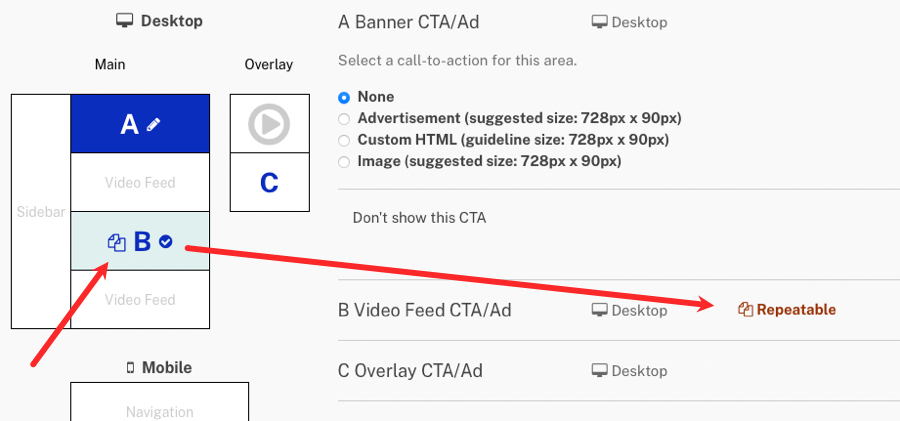 Desktop
Main
Overlay
A
Video Feed
Sidebar
C
B
Video Feed
Mobile
Navigation
A Banner CTA/Ad
Desktop
Select a call-to-action for this area.
None
Advertisement (suggested size: 728px x 90px)
Custom HTML (guideline size: 728px x 90px)
Image (suggested size: 728px x 90px)
Don't show this CTA
B Video Feed CTA/Ad
Desktop
Repeatable
C Overlay CTA/Ad
Desktop